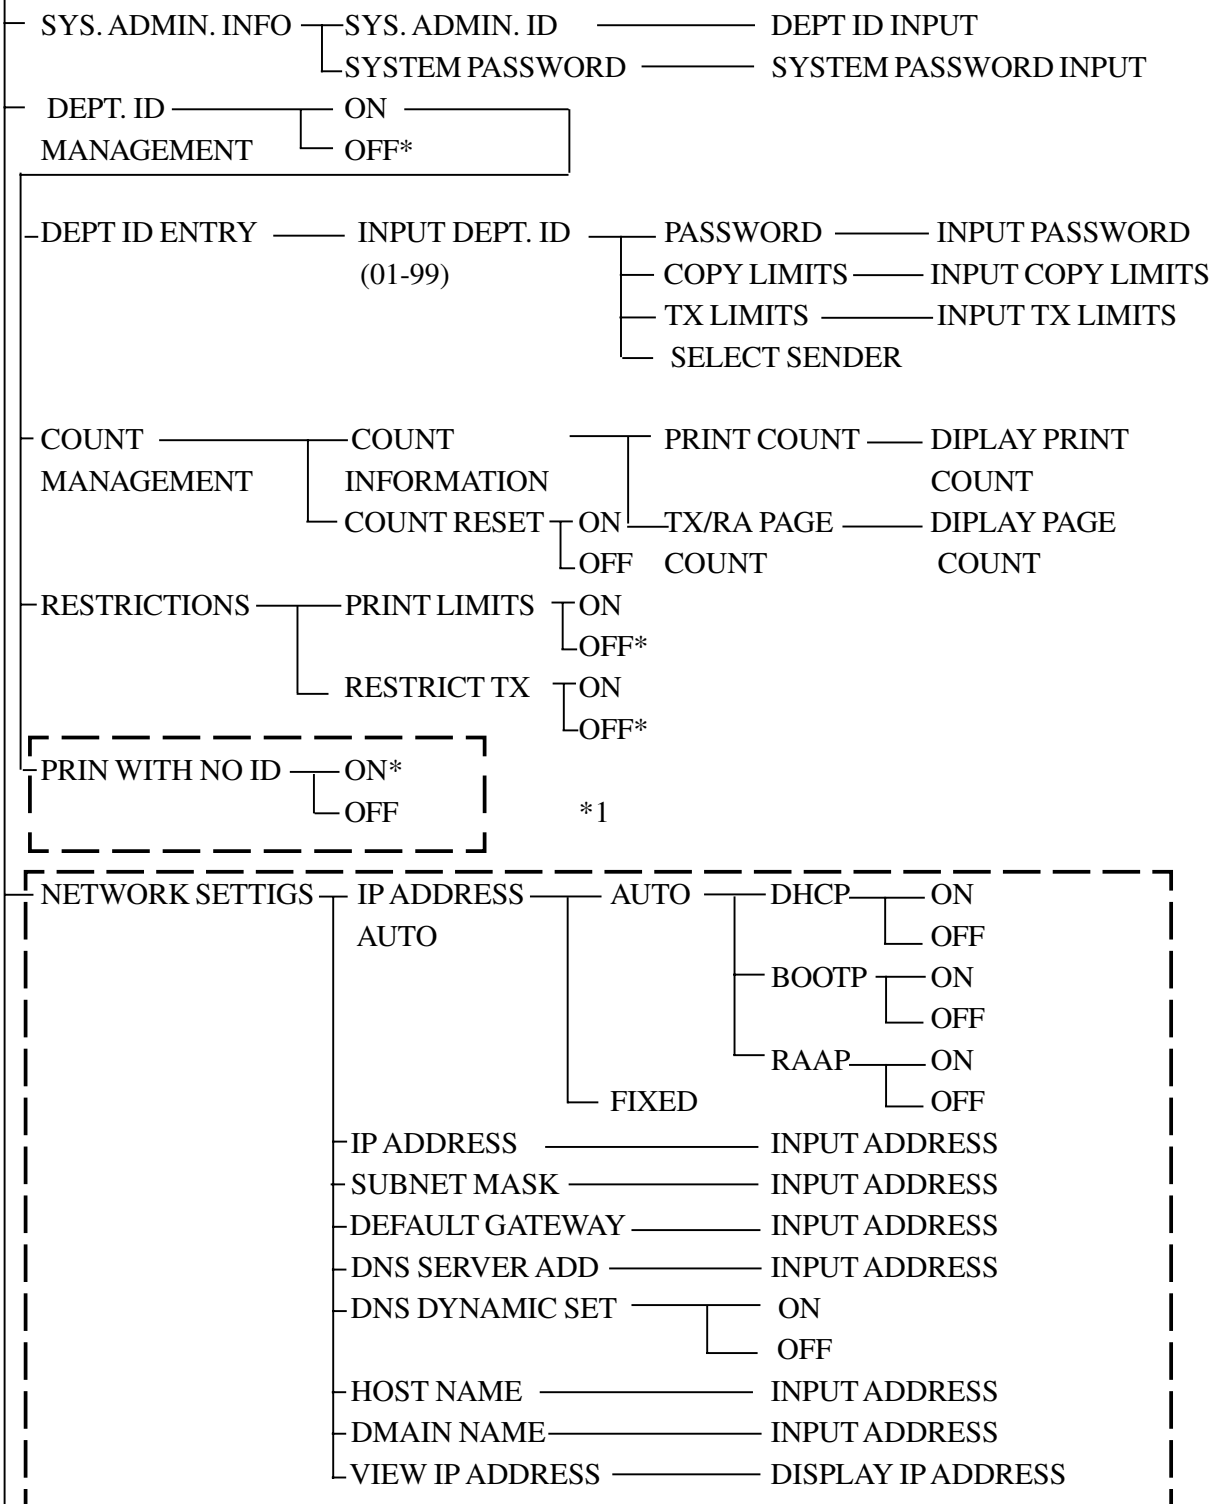 SYS. ADMIN. INFO SYS. ADMIN. ID DEPT ID INPUT
SYSTEM PASSWORD SYSTEM PASSWORD INPUT
DEPT. ID ON
MANAGEMENT OFF*
DEPT ID ENTRY INPUT DEPT. ID PASSWORD INPUT PASSWORD
(01-99) COPY LIMITS INPUT COPY LIMITS
TX LIMITS INPUT TX LIMITS
SELECT SENDER
COUNT COUNT PRINT COUNT DIPLAY PRINT
MANAGEMENT INFORMATION COUNT
COUNT RESET ON TX/RA PAGE DIPLAY PAGE
OFF COUNT COUNT
RESTRICTIONS PRINT LIMITS ON
OFF*
RESTRICT TX ON
OFF*
PRIN WITH NO ID ON*
OFF *1
NETWORK SETTIGS IP ADDRESS AUTO DHCP ON
AUTO OFF
BOOTP ON
OFF
RAAP ON
FIXED OFF
IP ADDRESS INPUT ADDRESS
SUBNET MASK INPUT ADDRESS
DEFAULT GATEWAY INPUT ADDRESS
DNS SERVER ADD INPUT ADDRESS
DNS DYNAMIC SET ON
OFF
HOST NAME INPUT ADDRESS
DMAIN NAME INPUT ADDRESS
VIEW IP ADDRESS DISPLAY IP ADDRESS